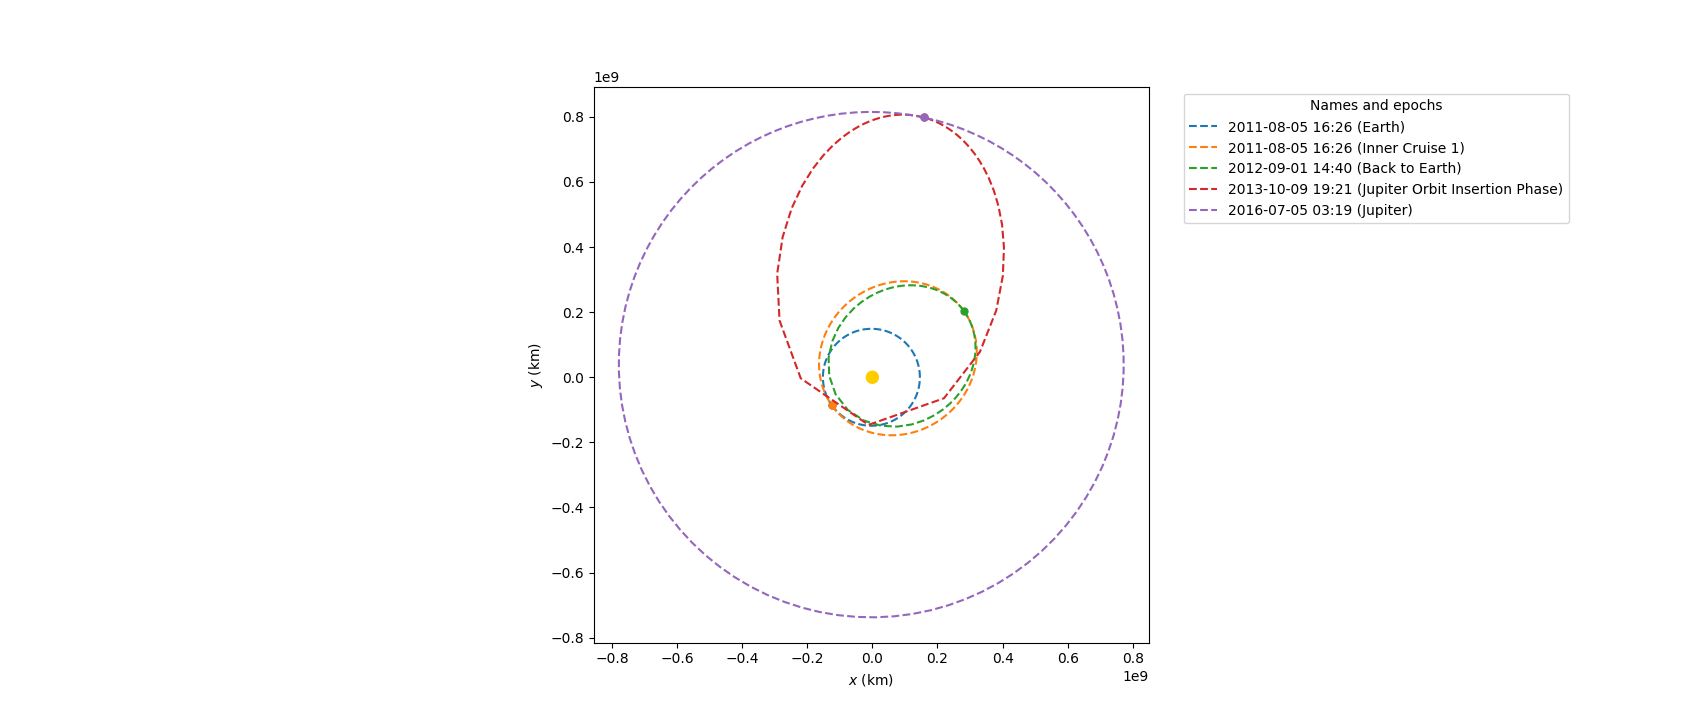 1e9
0.8
0.6
0.4
0.2
0.0
−0.2
−0.4
−0.6
−0.8
y (km)
−0.8 −0.6 −0.4 −0.2 0.0 0.2 0.4 0.6 0.8
1e9
x (km)
Names and epochs
2011-08-05 16:26 (Earth)
2011-08-05 16:26 (Inner Cruise 1)
2012-09-01 14:40 (Back to Earth)
2013-10-09 19:21 (Jupiter Orbit Insertion Phase)
2016-07-05 03:19 (Jupiter)